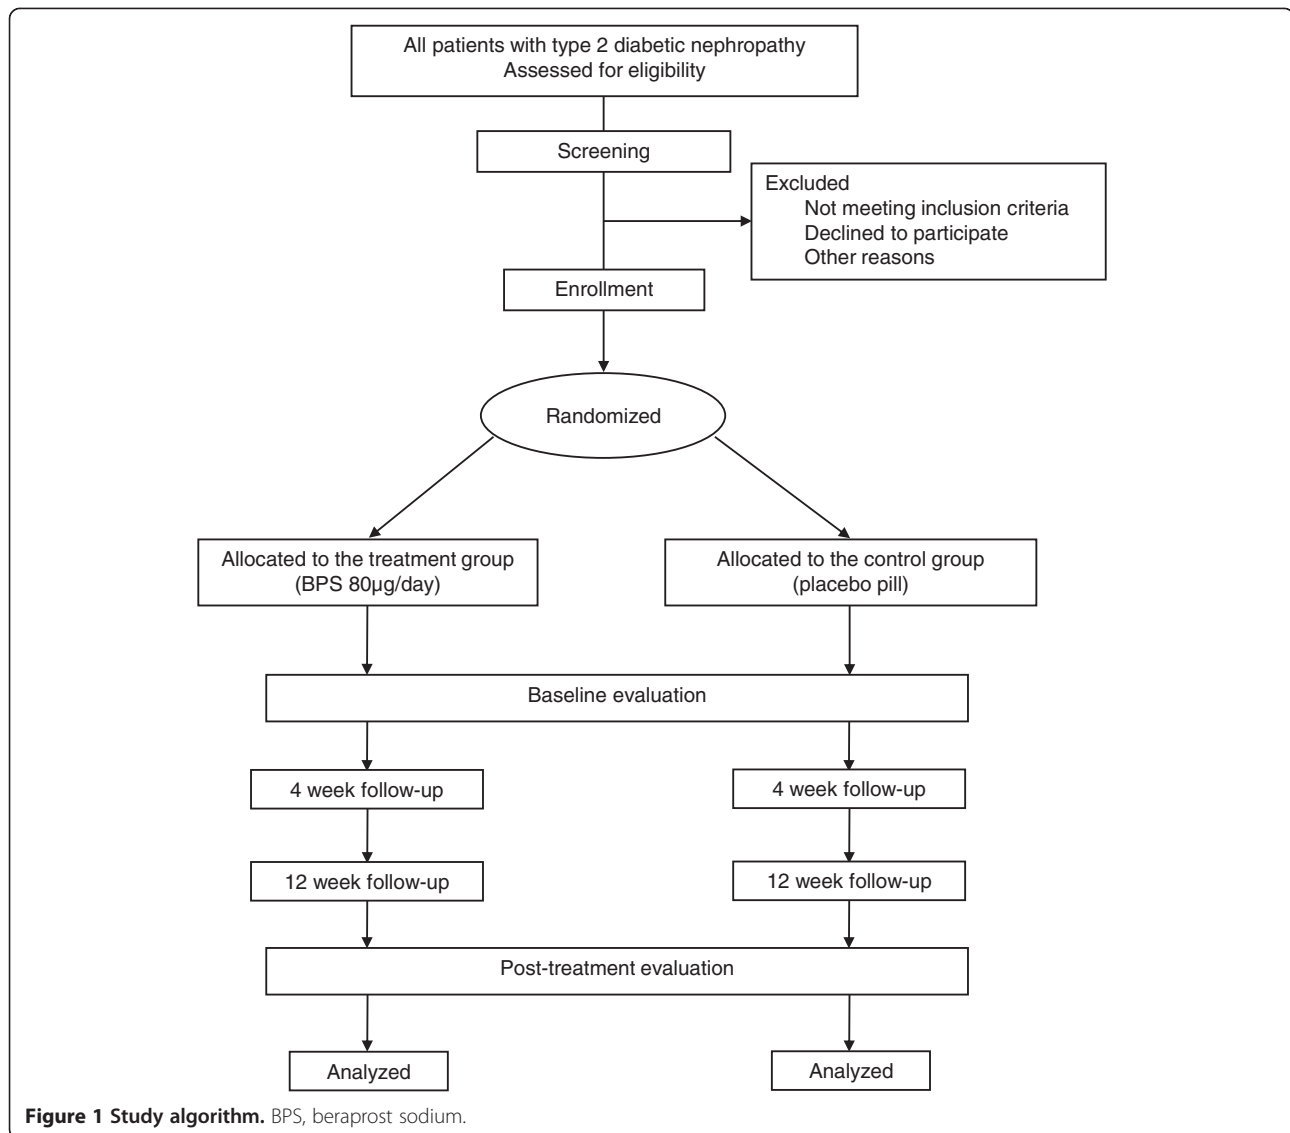 All patients with type 2 diabetic nephropathy
Assessed for eligibility
Screening
Excluded
Not meeting inclusion criteria
Declined to participate
Other reasons
Enrollment
Randomized
Allocated to the treatment group
(BPS 80µg/day)
Allocated to the control group
(placebo pill)
Baseline evaluation
4 week follow-up
4 week follow-up
12 week follow-up
12 week follow-up
Post-treatment evaluation
Analyzed
Analyzed
Figure 1 Study algorithm. BPS, beraprost sodium.